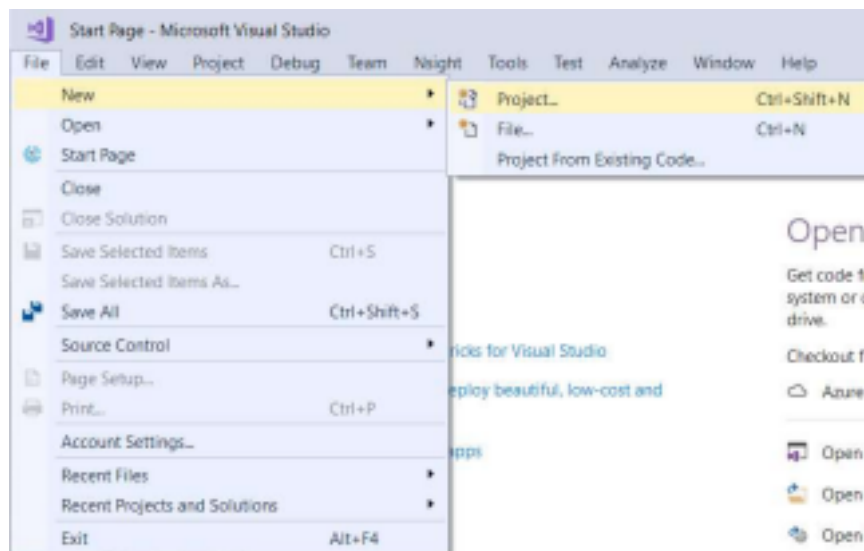 Start Page - Microsoft Visual Studio
File Edit View Project Debug Team Nsight Tools Test Analyze Window Help
New
Project... Ctrl+Shift+N
Open
File... Ctrl+N
Start Page
Project From Existing Code...
Close
Close Solution
Save Selected Items Ctrl+S
Save Selected Items As...
Save All Ctrl+Shift+S
Source Control
Page Setup...
Print... Ctrl+P
Account Settings...
Recent Files
Recent Projects and Solutions
Exit Alt+F4
ricks for Visual Studio
eploy beautiful, low-cost and
apps
Open
Get code f
system or
drive.
Checkout f
Azure
Open
Open
Open